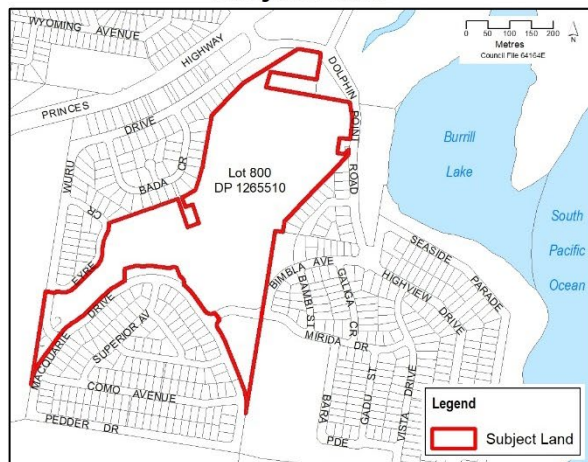 WYOMING AVENUE
PRINCES HIGHWAY
0 50 100 150 200
Metres
Council File 64164E
N
DOLPHIN POINT ROAD
DRIVE
WURU
BADA CR
CR
Lot 800
DP 1265510
Burrill
Lake
South
Pacific
Ocean
EYRE
MACQUARIE DRIVE
SUPERIOR AV
COMO AVENUE
PEDDER DR
BIMBLA AVE
BAMBI ST
GALIGA CR
MIRIDA DR
HIGHVIEW DRIVE
SEASIDE PARADE
BARA PDE
GADU ST
VISTA DRIVE
Legend
Subject Land